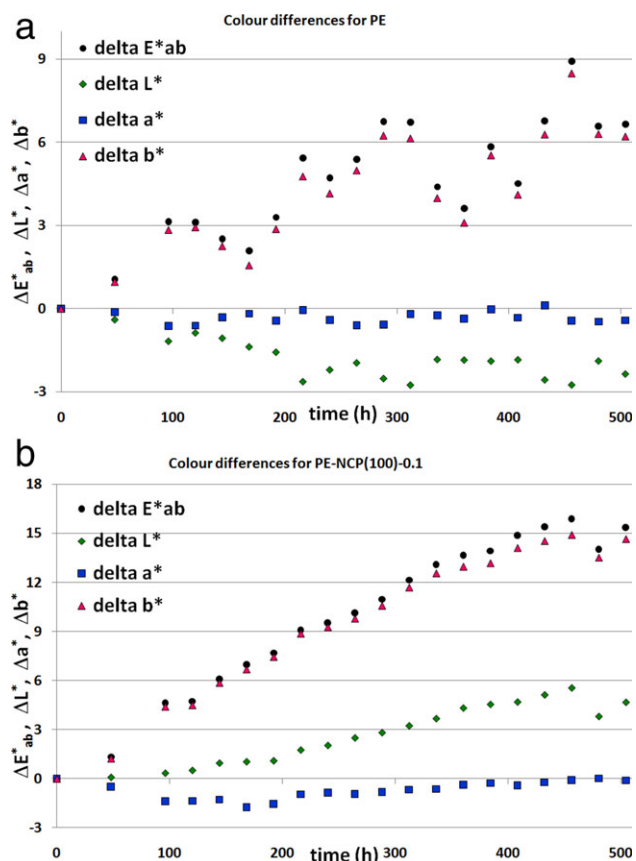 a
Colour differences for PE
delta E*ab
delta L*
delta a*
delta b*
ΔE*ab, ΔL*, Δa*, Δb*
9
6
3
0
-3
0 100 200 300 400 500
time (h)
b
Colour differences for PE-NCP(100)-0.1
delta E*ab
delta L*
delta a*
delta b*
ΔE*ab, ΔL*, Δa*, Δb*
18
15
12
9
6
3
0
-3
0 100 200 300 400 500
time (h)